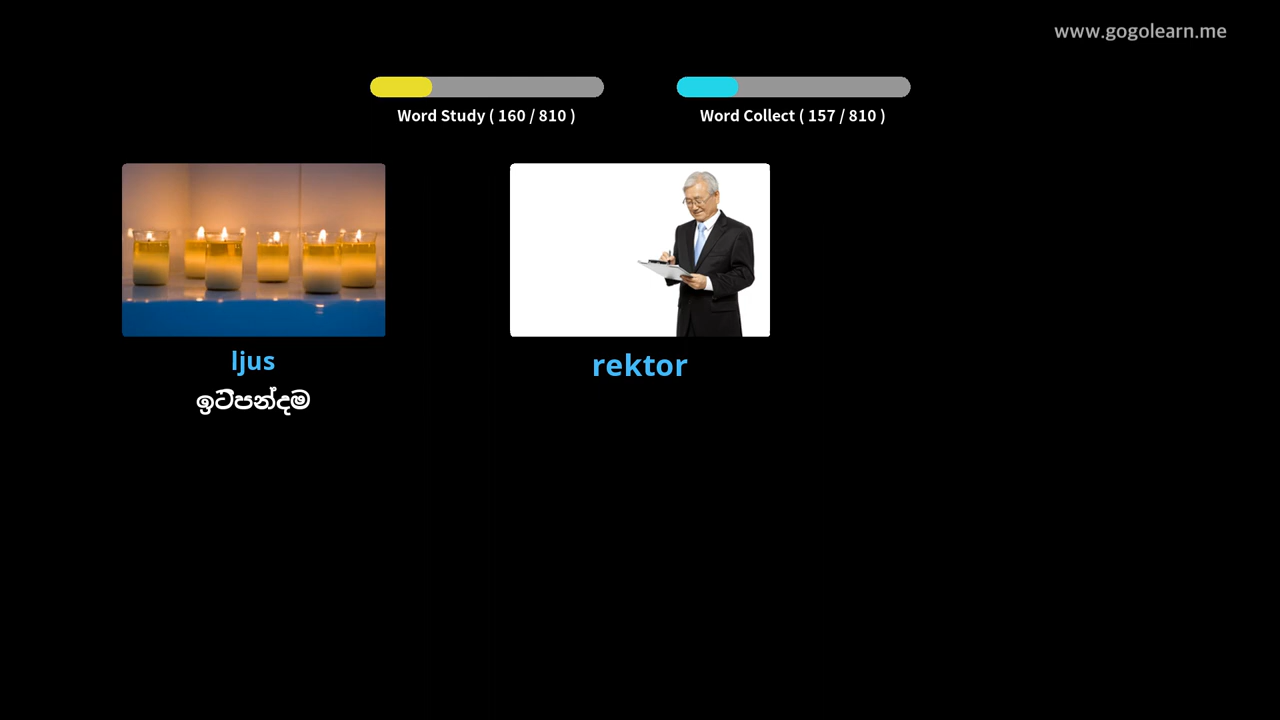 www.gogolearn.me
Word Study ( 160 / 810 )
Word Collect ( 157 / 810 )
ljus
ඉටිපන්දම
rektor